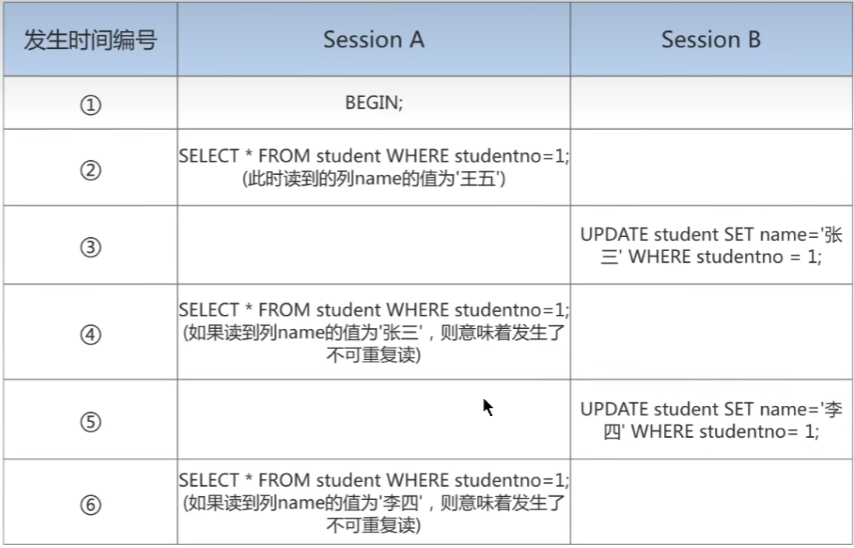 发生时间编号 Session A Session B
① BEGIN;
② SELECT * FROM student WHERE studentno=1;
(此时读到的列name的值为'王五')
③ UPDATE student SET name='张
三' WHERE studentno = 1;
④ SELECT * FROM student WHERE studentno=1;
(如果读到列name的值为'张三'，则意味着发生了
不可重复读)
⑤ UPDATE student SET name='李
四' WHERE studentno= 1;
⑥ SELECT * FROM student WHERE studentno=1;
(如果读到列name的值为'李四'，则意味着发生了
不可重复读)